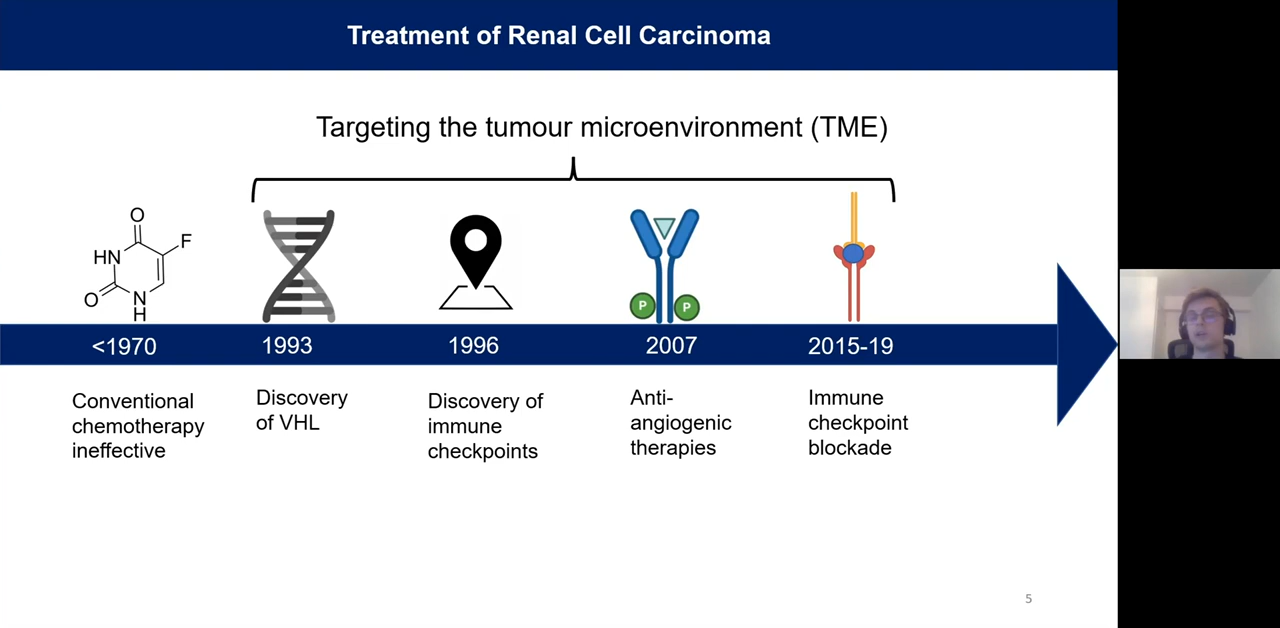 Treatment of Renal Cell Carcinoma
Targeting the tumour microenvironment (TME)
O
F
HN
O
N
H
P
P
<1970
1993
1996
2007
2015-19
Conventional
chemotherapy
ineffective
Discovery
of VHL
Discovery of
immune
checkpoints
Anti-
angiogenic
therapies
Immune
checkpoint
blockade
5